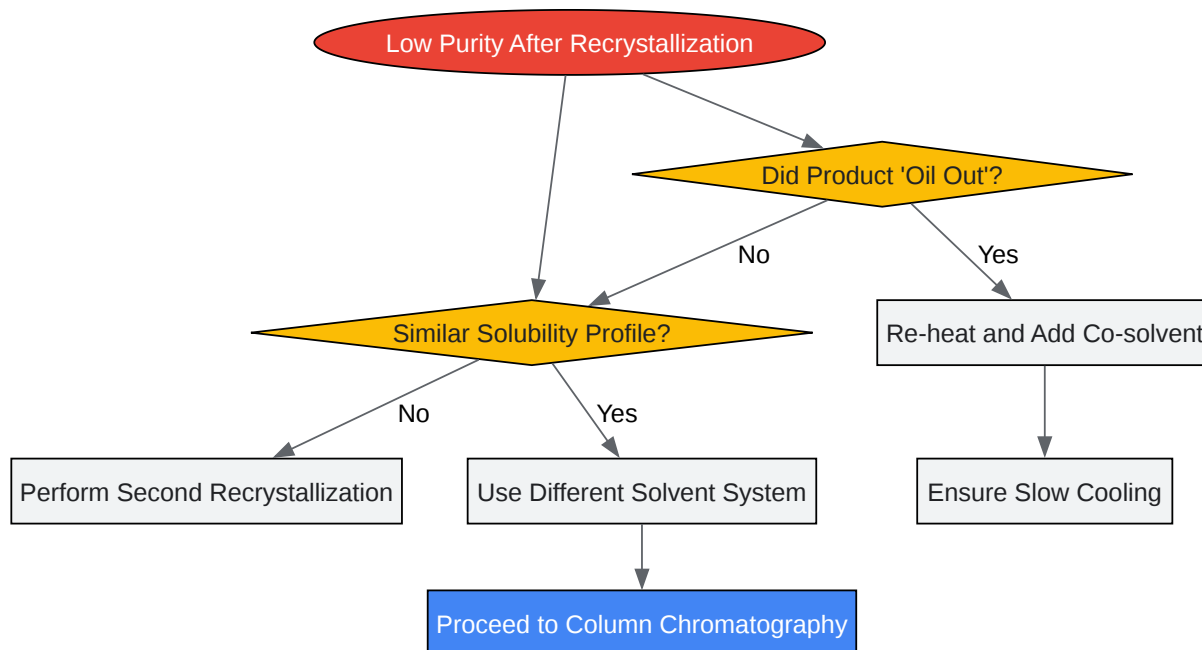 Low Purity After Recrystallization
Did Product 'Oil Out'?
No
Yes
Similar Solubility Profile?
Re-heat and Add Co-solvent
No
Yes
Perform Second Recrystallization
Use Different Solvent System
Ensure Slow Cooling
Proceed to Column Chromatography